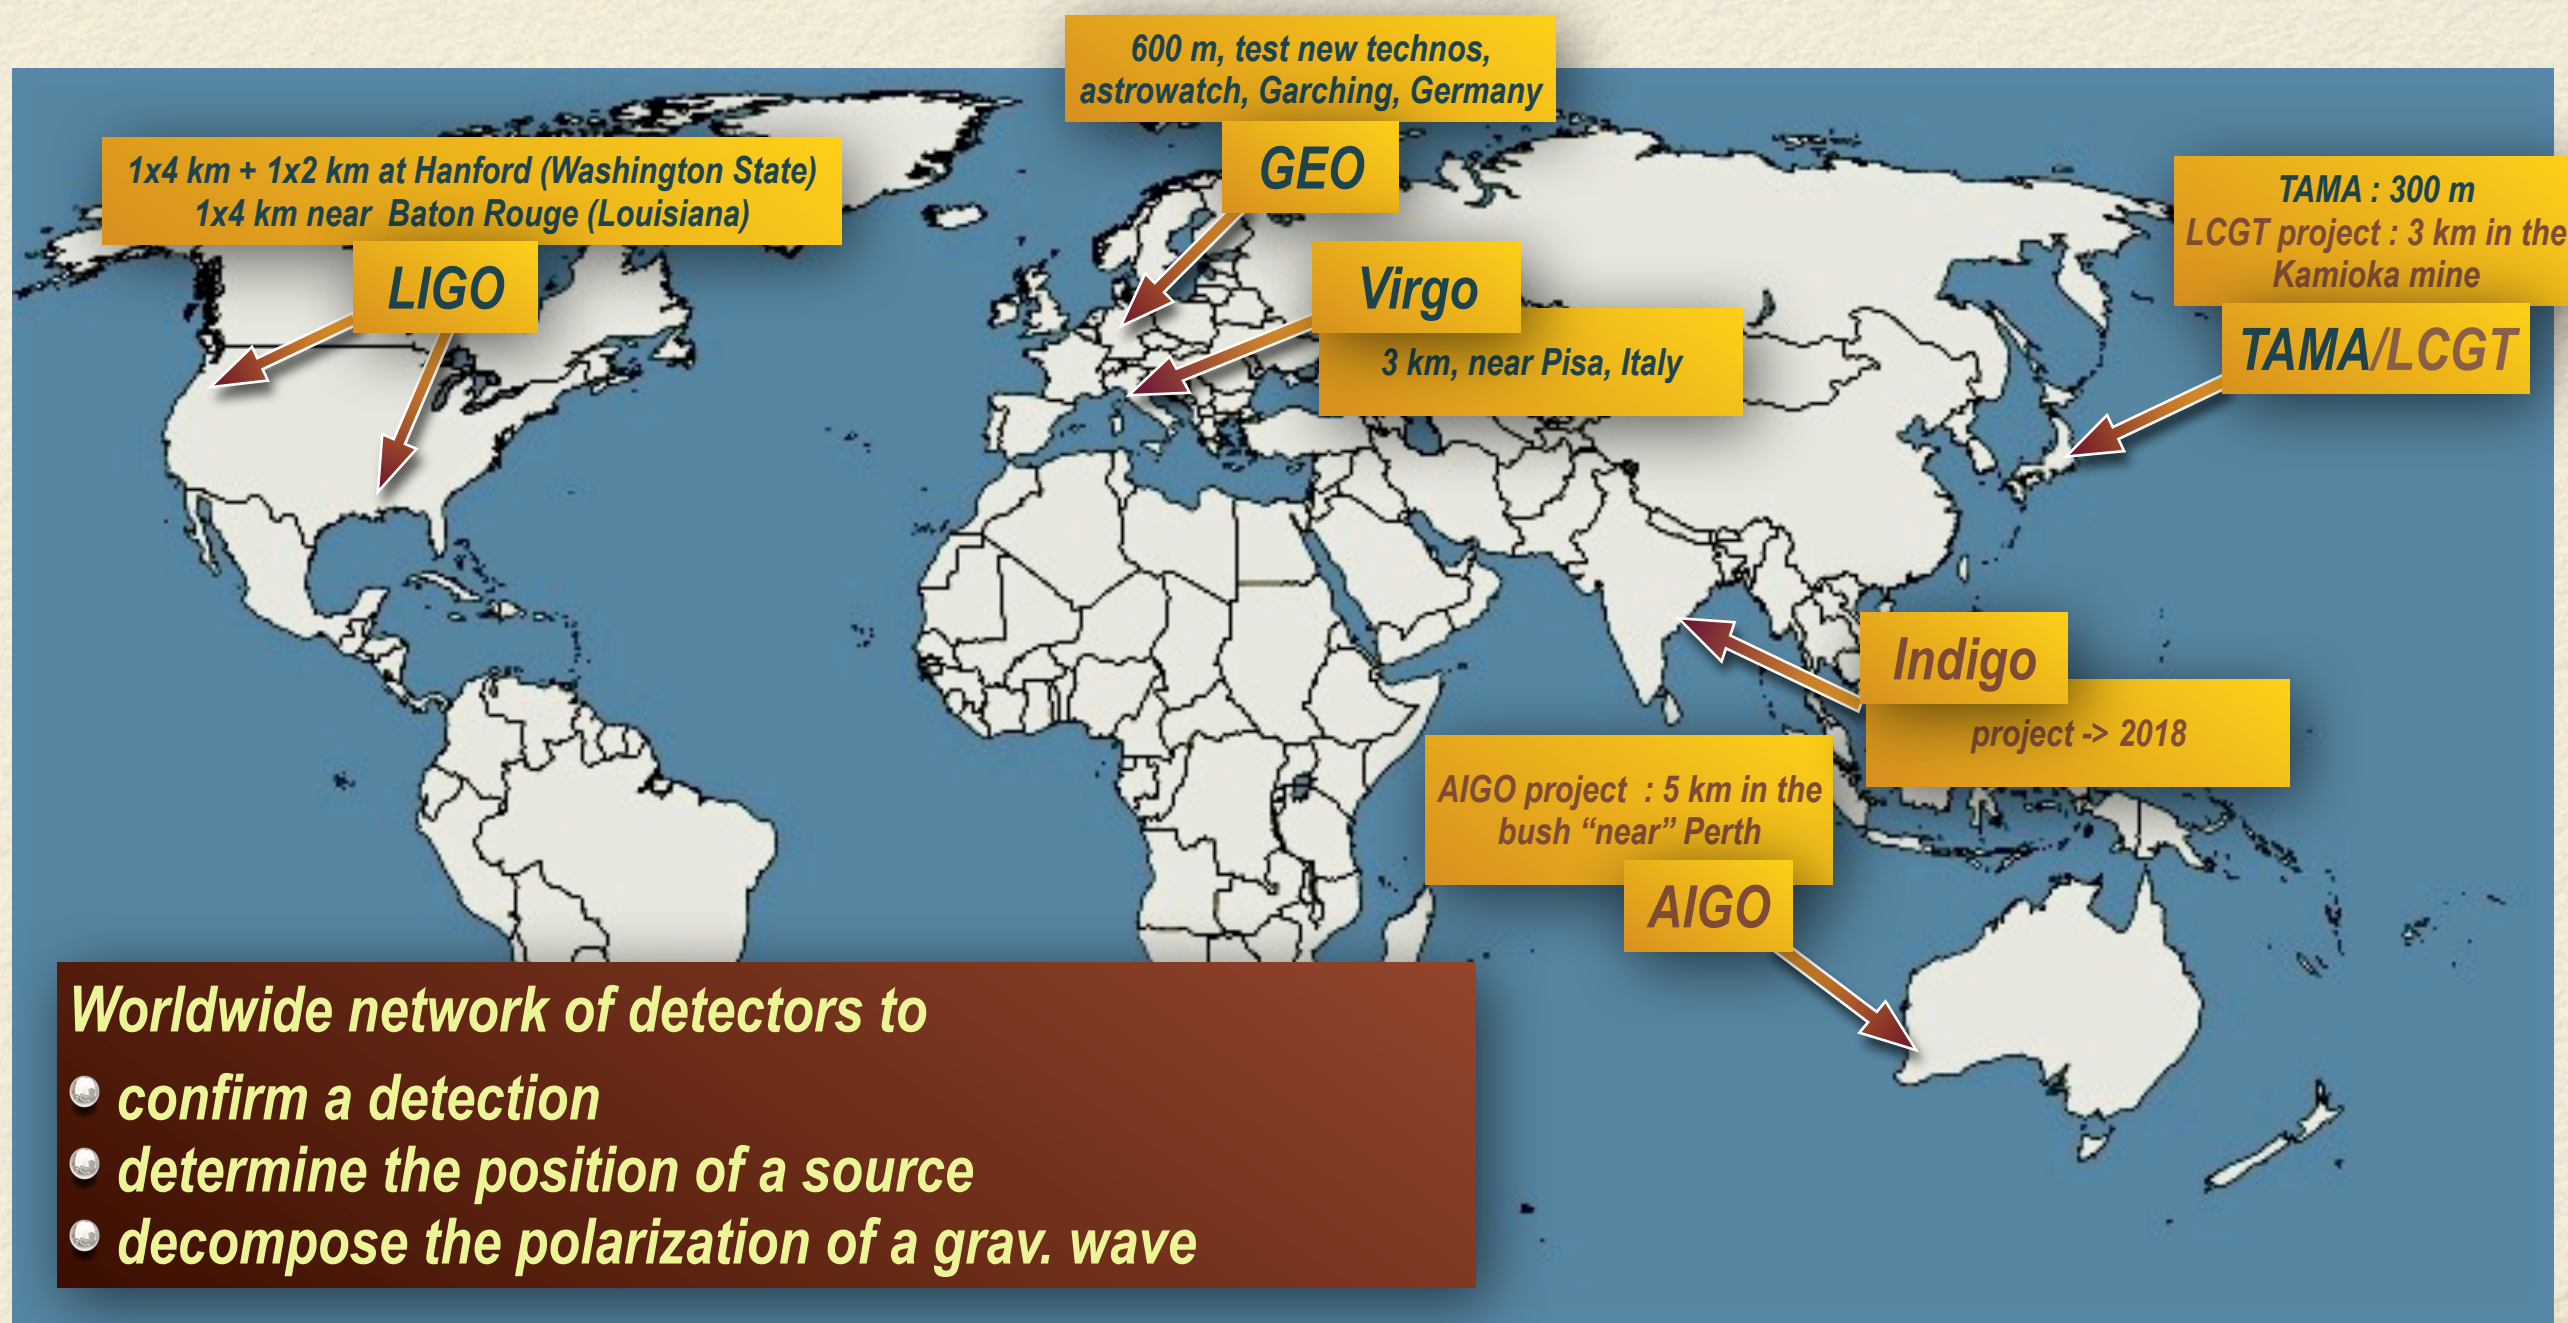 600 m, test new technos,
astrowatch, Garching, Germany
GEO
1x4 km + 1x2 km at Hanford (Washington State)
1x4 km near Baton Rouge (Louisiana)
LIGO
Virgo
3 km, near Pisa, Italy
TAMA : 300 m
LCGT project : 3 km in the
Kamioka mine
TAMA/LCGT
Indigo
project -> 2018
AIGO project : 5 km in the
bush “near” Perth
AIGO
Worldwide network of detectors to
confirm a detection
determine the position of a source
decompose the polarization of a grav. wave